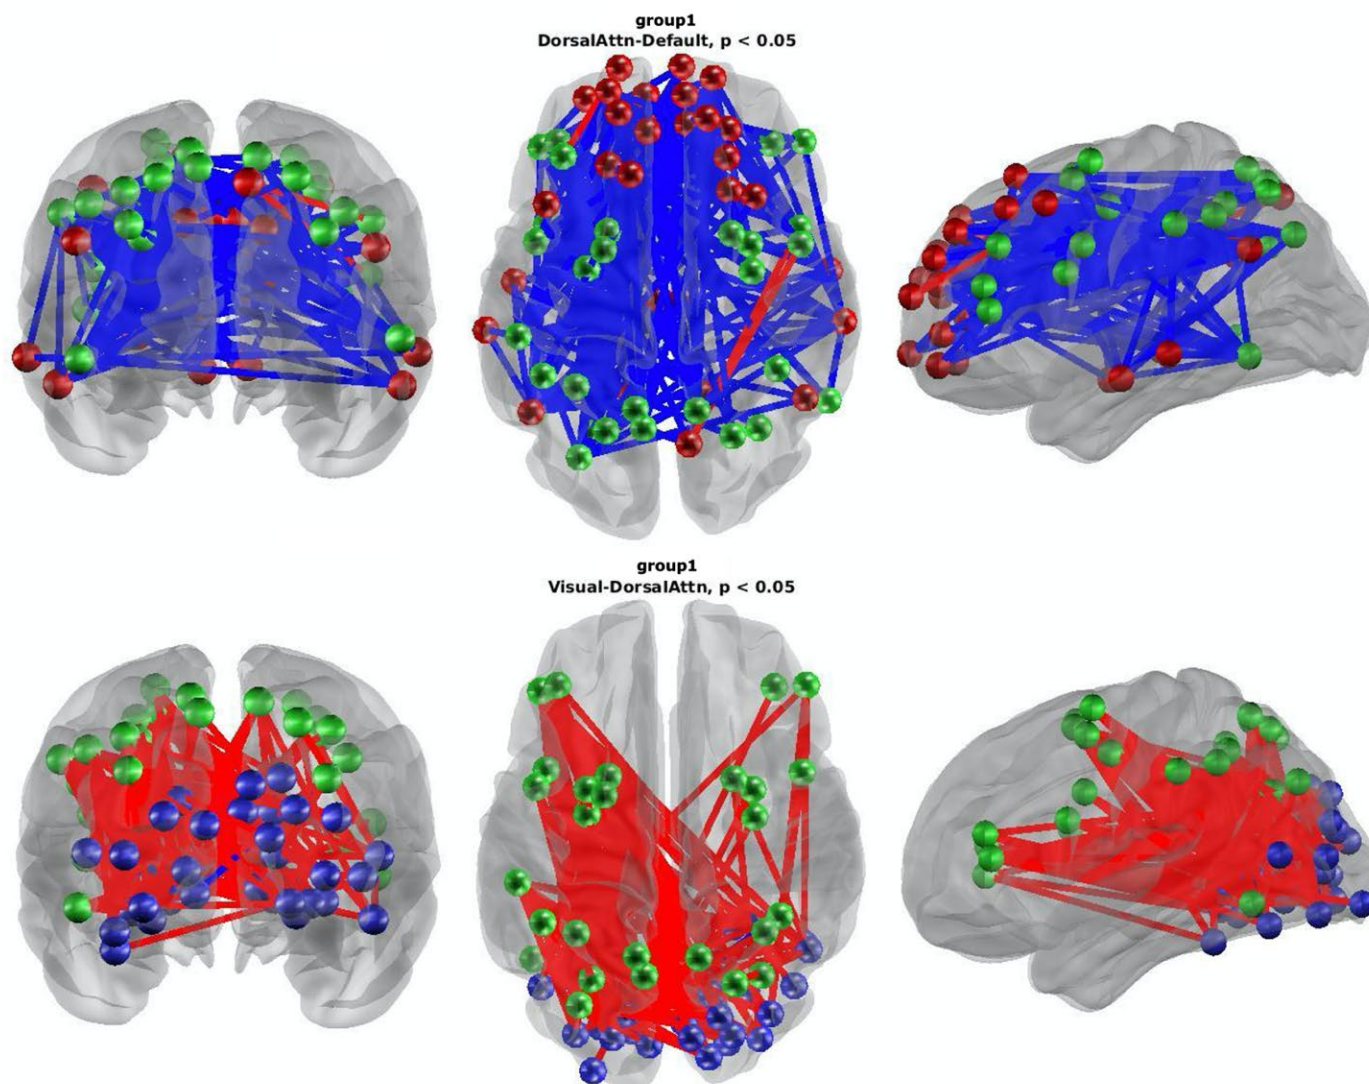 group1
DorsalAttn-Default, p < 0.05
group1
Visual-DorsalAttn, p < 0.05